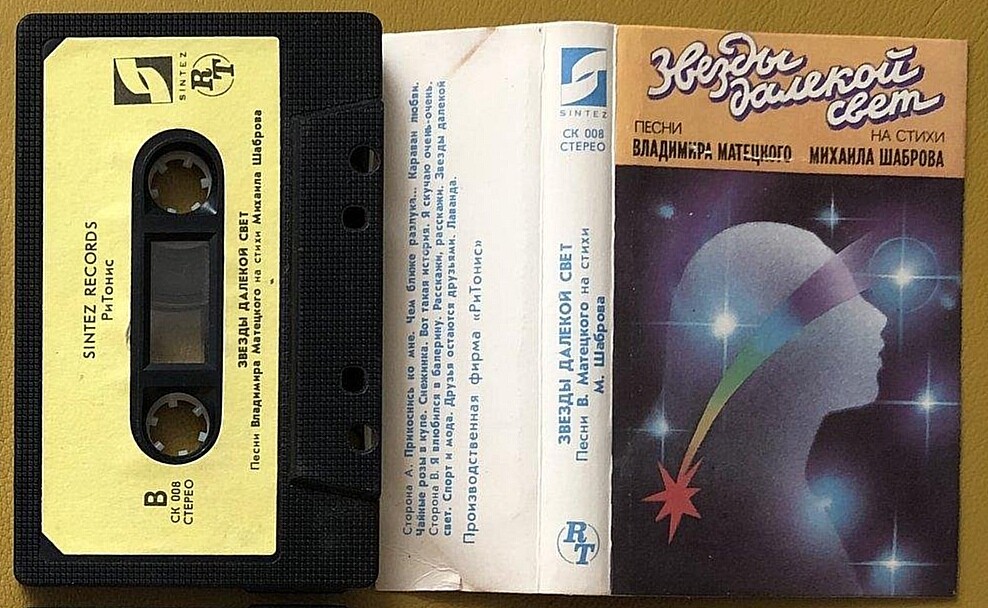 SINTEZ
RT
SINTEZ RECORDS
РиТонис
ЗВЕЗДЫ ДАЛЕКОЙ СВЕТ
Песни Владимира Матецкого на стихи Михаила Шаброва
В
СК 008
СТЕРЕО
Сторона А. Прикоснись ко мне. Чем ближе разлука... Караван любви.
Чайные розы в купе. Снежинка. Вот такая история. Я скучаю очень-очень.
Сторона В. Я влюбился в балерину. Расскажи, расскажи. Звезды далекой
свет. Спорт и мода. Друзья остаются друзьями. Лаванда.
Производственная фирма «РиТонис»
SINTEZ
СК 008
СТЕРЕО
ЗВЕЗДЫ ДАЛЕКОЙ СВЕТ
Песни В. Матецкого на стихи
М. Шаброва
RT
Звезды
далекой
свет
ПЕСНИ
ВЛАДИМИРА МАТЕЦКОГО
НА СТИХИ
МИХАИЛА ШАБРОВА